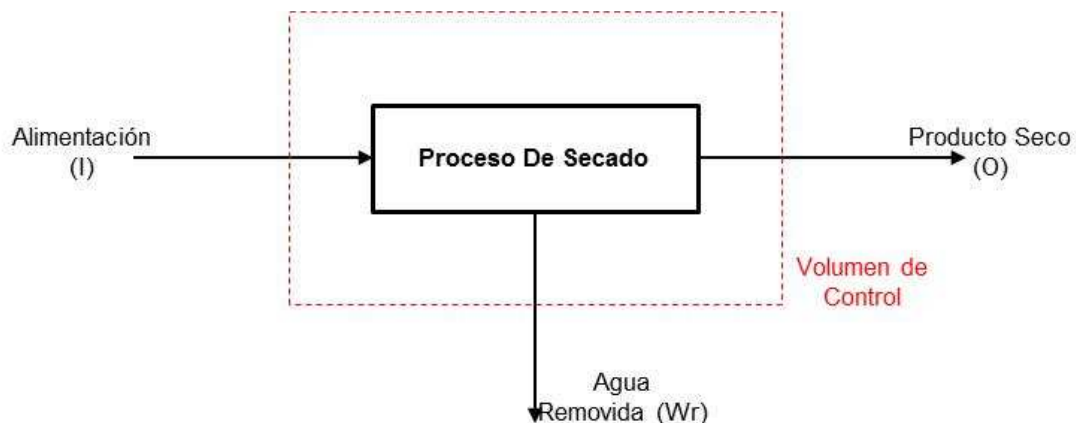 Alimentación
(I)
Proceso De Secado
Producto Seco
(O)
Volumen de
Control
Agua
Removida (Wr)